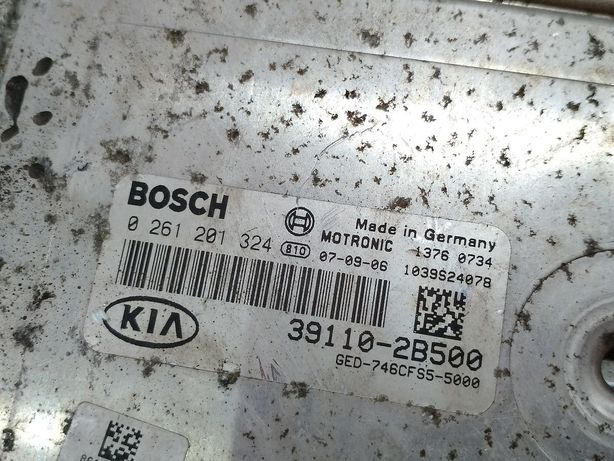 BOSCH
Made in Germany
0 261 201 324 810 MOTRONIC 1376 0734
07-09-06 1039S24078
KIA
39110-2B500
GED-746CFS5-5000